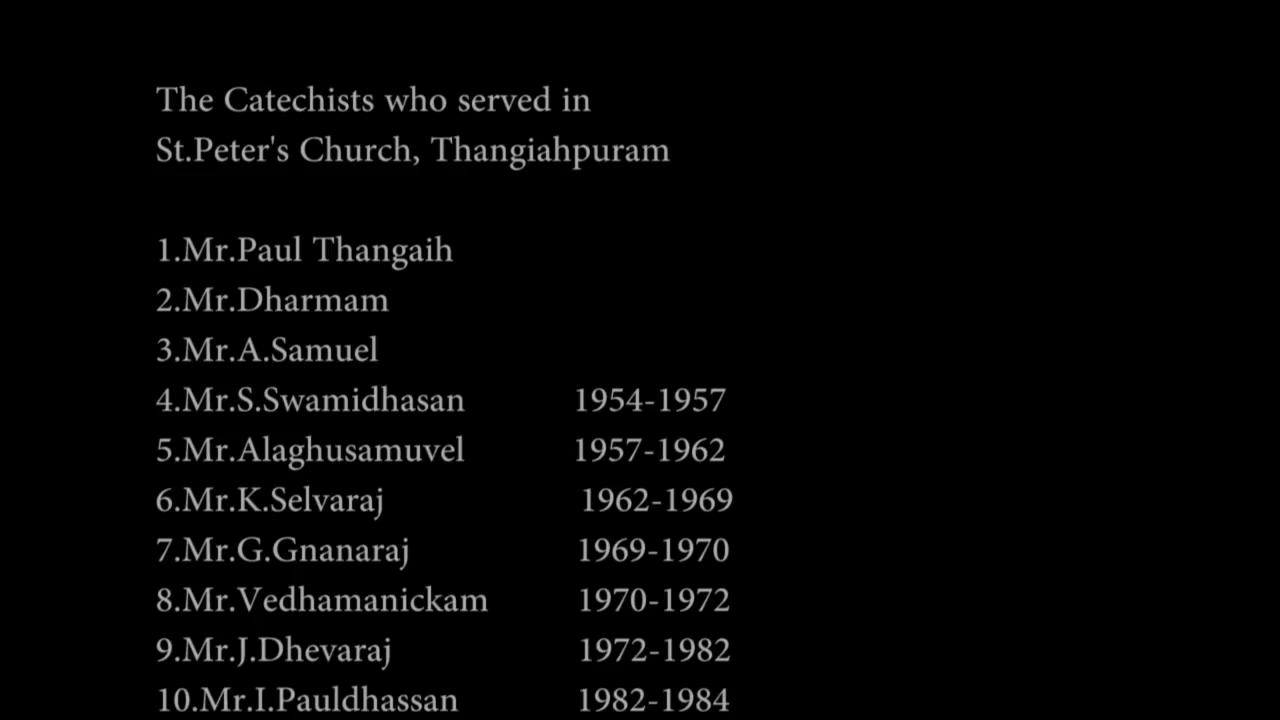 The Catechists who served in
St.Peter's Church, Thangiahpuram
1.Mr.Paul Thangaih
2.Mr.Dharmam
3.Mr.A.Samuel
4.Mr.S.Swamidhasan 1954-1957
5.Mr.Alaghusamuvel 1957-1962
6.Mr.K.Selvaraj 1962-1969
7.Mr.G.Gnanaraj 1969-1970
8.Mr.Vedhamanickam 1970-1972
9.Mr.J.Dhevaraj 1972-1982
10.Mr.I.Pauldhassan 1982-1984